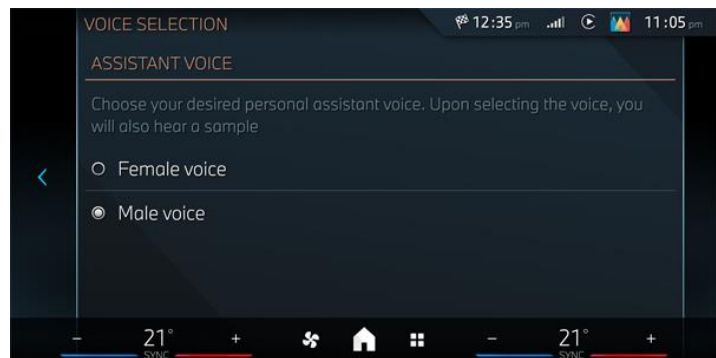 VOICE SELECTION
12:35 pm
11:05 pm
ASSISTANT VOICE
Choose your desired personal assistant voice. Upon selecting the voice, you
will also hear a sample
Female voice
Male voice
- 21° +
SYNC
- 21° +
SYNC